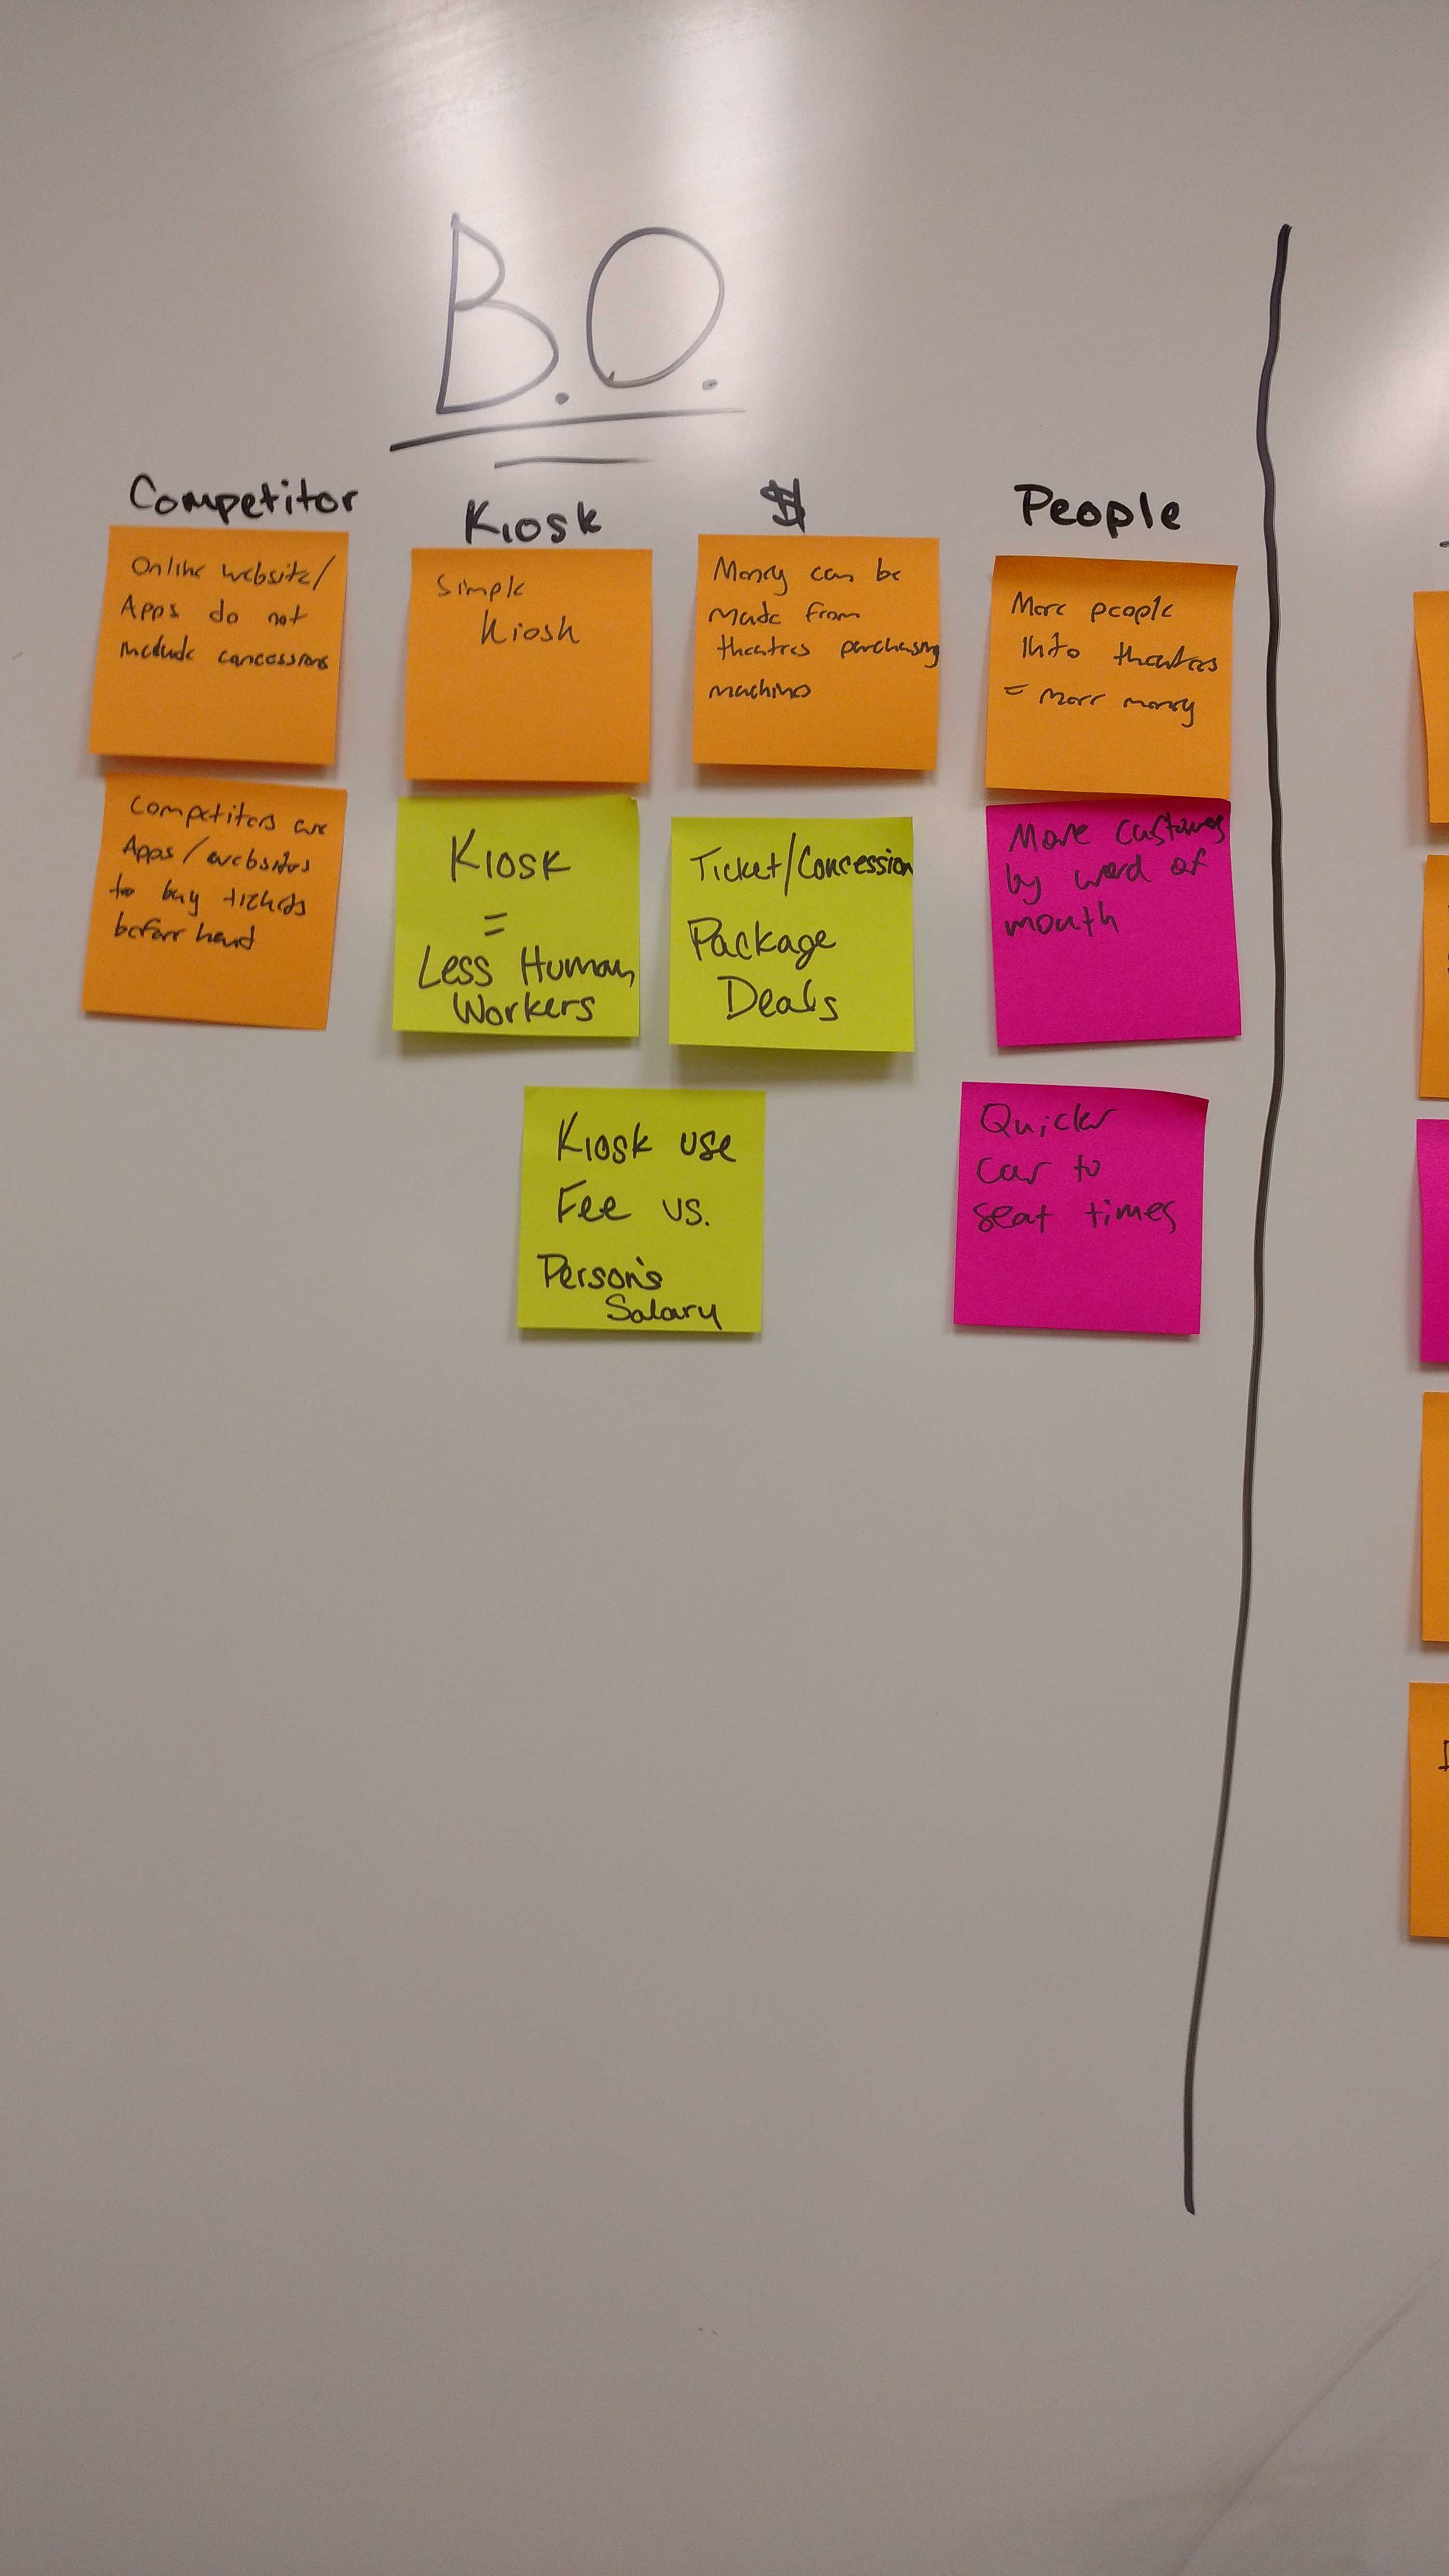 B.O.
Competitor
Online website/
Apps do not
include concessions
Competitors are
Apps/websites
to buy tickets
before hand
Kiosk
Simple
Kiosk
Kiosk
=
Less Human
Workers
$
Money can be
made from
theatres purchasing
machines
Ticket/Concession
Package
Deals
Kiosk use
Fee vs.
Person's
Salary
People
More people
into theatres
= more money
More customers
by word of
mouth
Quicker
car to
seat times